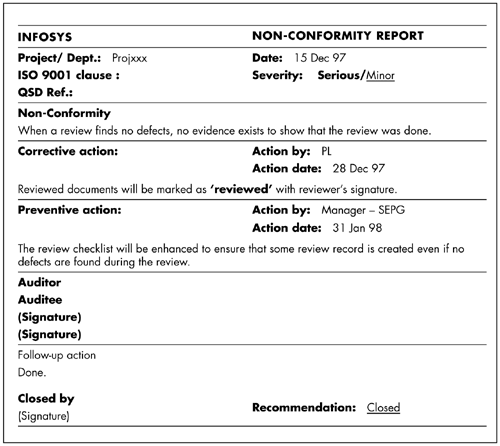 INFOSYS NON-CONFORMITY REPORT
Project/ Dept.: Projxxx Date: 15 Dec 97
ISO 9001 clause : Severity: Serious/Minor
QSD Ref.:
Non-Conformity
When a review finds no defects, no evidence exists to show that the review was done.
Corrective action: Action by: PL
Action date: 28 Dec 97
Reviewed documents will be marked as ‘reviewed’ with reviewer’s signature.
Preventive action: Action by: Manager – SEPG
Action date: 31 Jan 98
The review checklist will be enhanced to ensure that some review record is created even if no
defects are found during the review.
Auditor
Auditee
(Signature)
(Signature)
Follow-up action
Done.
Closed by
(Signature) Recommendation: Closed